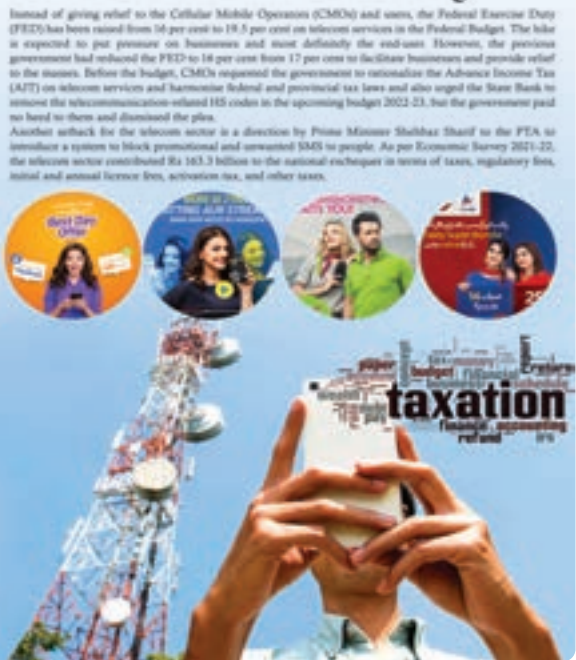 Instead of giving relief to the Cellular Mobile Operators (CMOs) and users, the Federal Exercise Duty
(FED) has been raised from 16 per cent to 19.5 per cent on telecom services in the Federal Budget. The hike
is expected to put pressure on businesses and most definitely the end-users. However, the previous
government had reduced the FED to 16 per cent from 17 per cent to facilitate businesses and provide relief
to the masses. Before the budget, CMOs requested the government to rationalize the Advance Income Tax
(AIT) on telecom services and harmonise federal and provincial tax laws and also urged the State Bank to
remove the telecommunication-related HS codes in the upcoming budget 2022-23, but the government paid
no heed to them and dismissed the plea.
Another setback for the telecom sector is a direction by Prime Minister Shehbaz Sharif to the PTA to
introduce a system to block promotional and unwanted SMS to people. As per Economic Survey 2021-22,
the telecom sector contributed Rs 163.3 billion to the national exchequer in terms of taxes, regulatory fees,
initial and annual licence fees, activation tax, and other taxes.
Best Day
Offer
paper
budget
financial
return
business
schedule
taxation
finance
accounting
refund